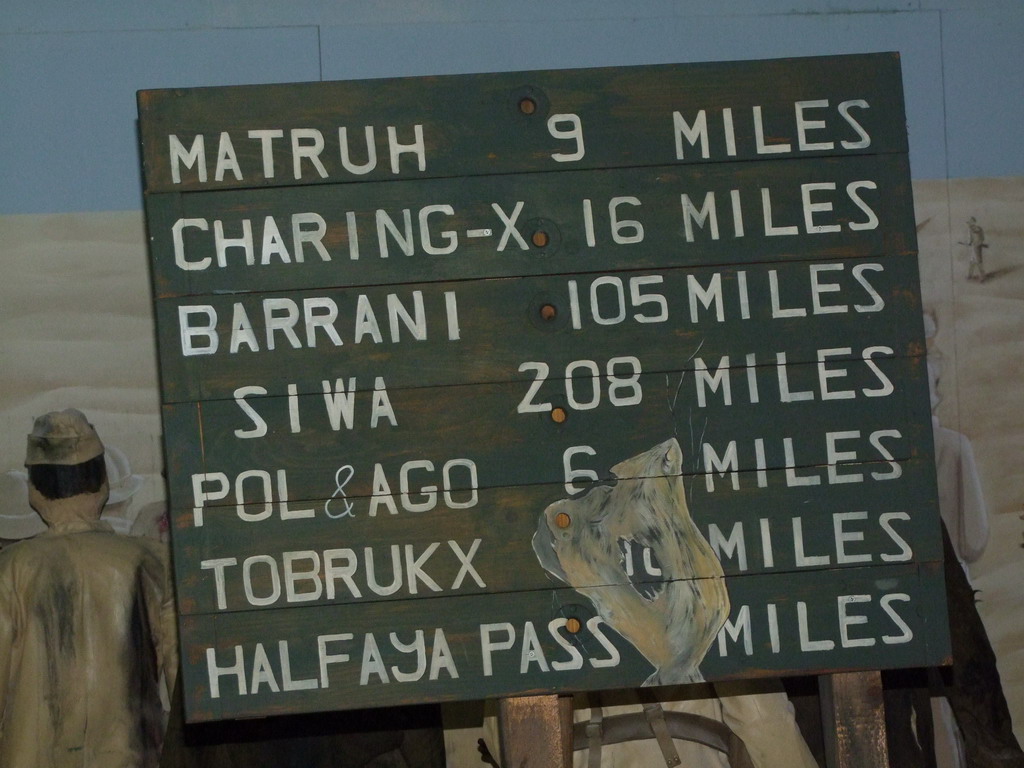 MATRUH 9 MILES
CHARING-X 16 MILES
BARRANI 105 MILES
SIWA 208 MILES
POL & AGO 6 MILES
TOBRUKX MILES
HALFAYA PASS MILES